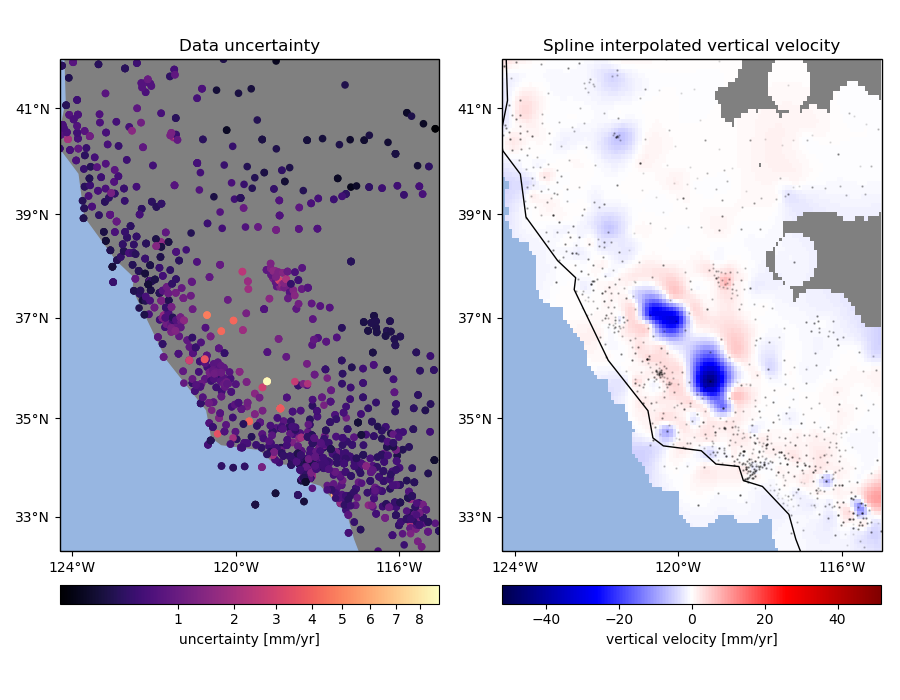 Data uncertainty
Spline interpolated vertical velocity
41°N
39°N
37°N
35°N
33°N
124°W
120°W
116°W
41°N
39°N
37°N
35°N
33°N
124°W
120°W
116°W
1 2 3 4 5 6 7 8
uncertainty [mm/yr]
−40 −20 0 20 40
vertical velocity [mm/yr]